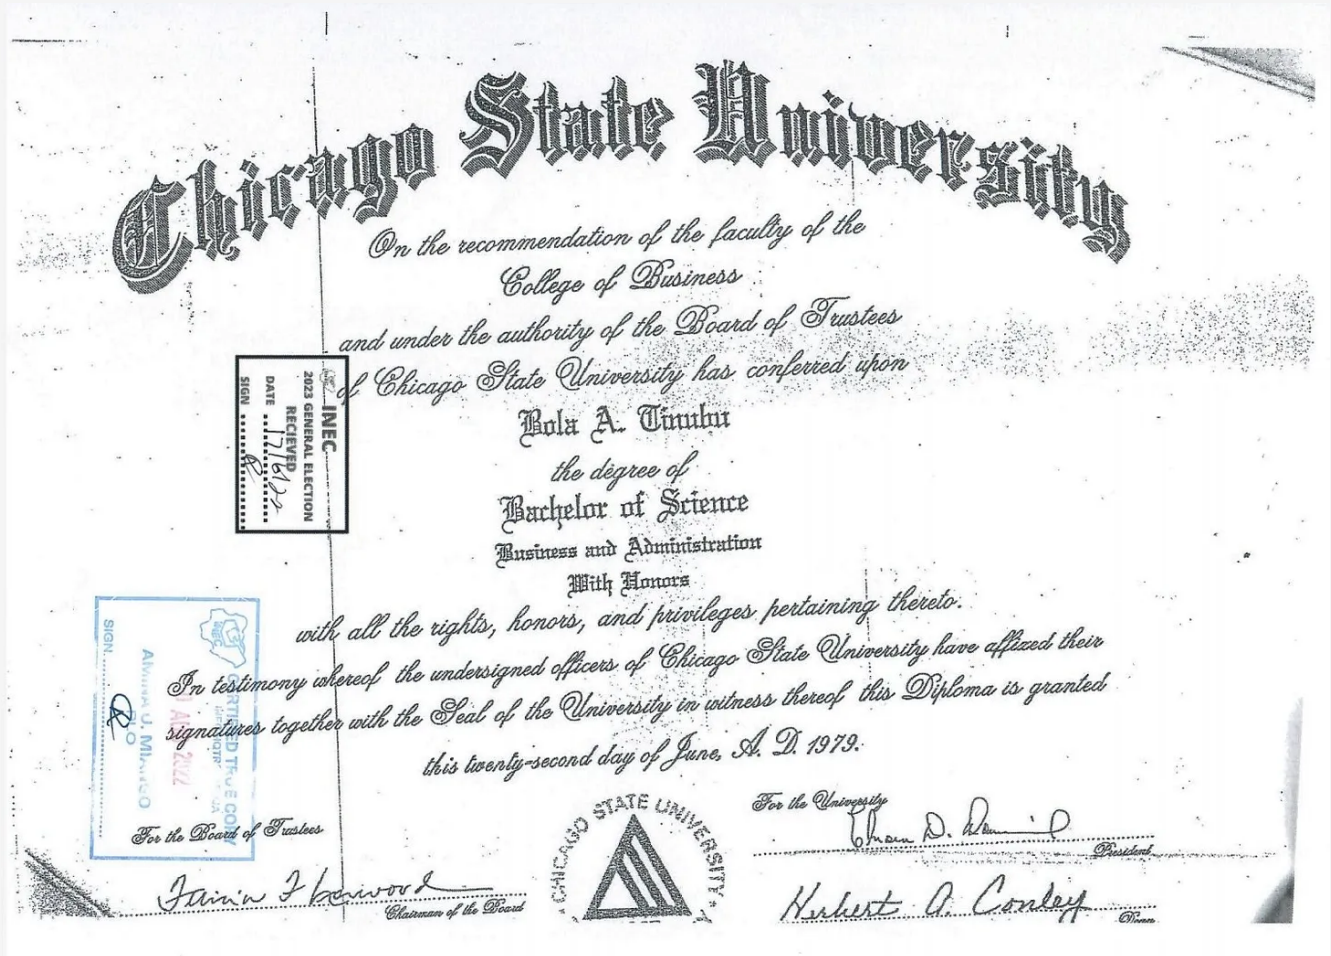 Chicago State University
On the recommendation of the faculty of the
College of Business
and under the authority of the Board of Trustees
of Chicago State University has conferred upon
Bola A. Tinubu
the degree of
Bachelor of Science
Business and Administration
With Honors
with all the rights, honors, and privileges pertaining thereto.
In testimony whereof the undersigned officers of Chicago State University have affixed their
signatures together with the Seal of the University in witness thereof this Diploma is granted
this twenty-second day of June, A. D. 1979.
INEC
2023 GENERAL ELECTION
RECIEVED
DATE 17/6/22
SIGN
CERTIFIED TRUE COPY
AMINA J.
SIGN.
For the Board of Trustees
Chairman of the Board
CHICAGO STATE UNIVERSITY
For the University
President
Herbert A. Conley
Dean